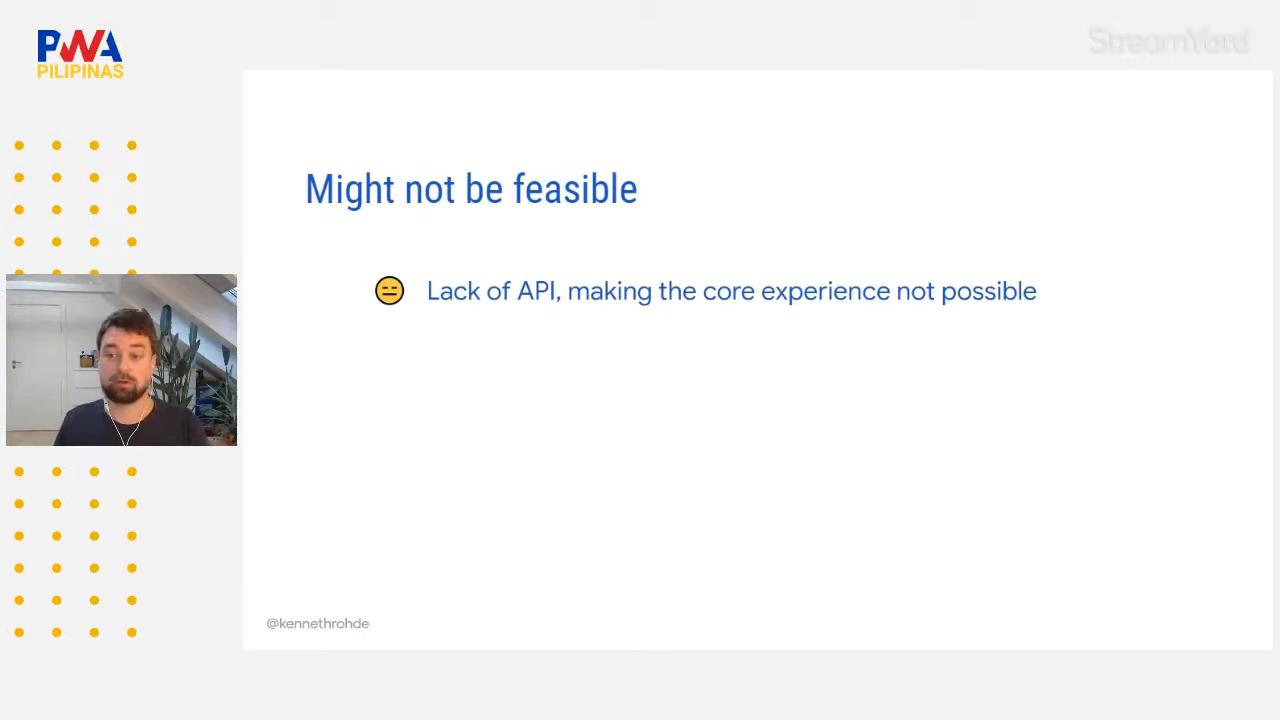 PWA
PILIPINAS
StreamYard
Might not be feasible
Lack of API, making the core experience not possible
@kennethrohde